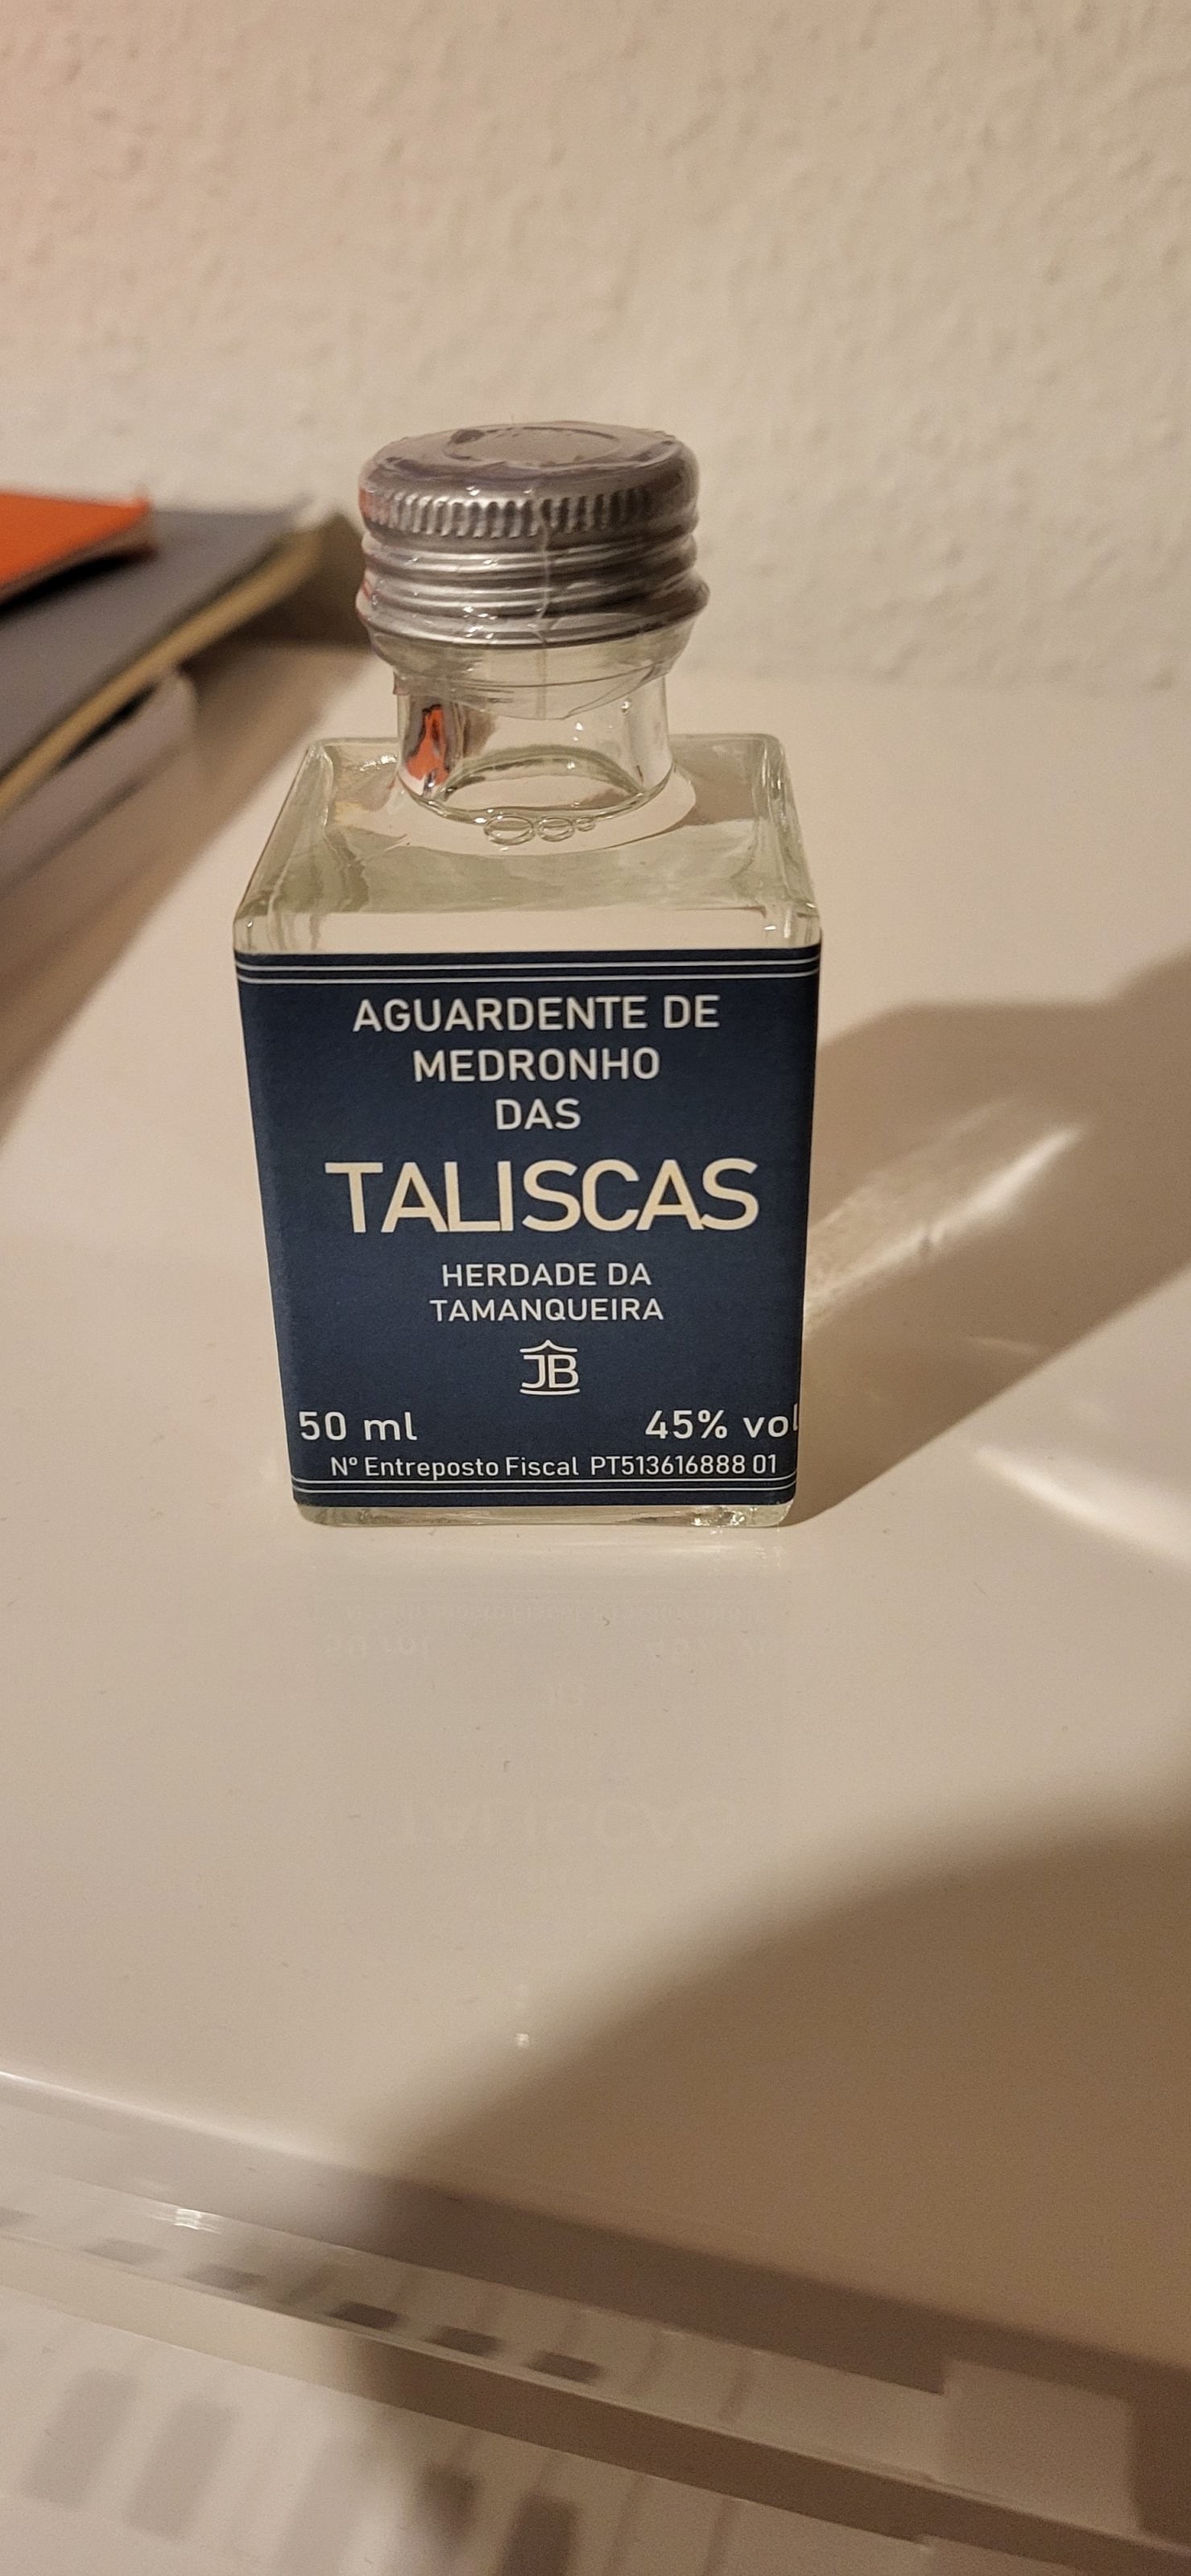 AGUARDENTE DE
MEDRONHO
DAS
TALISCAS
HERDADE DA
TAMANQUEIRA
JB
50 ml 45% vol
Nº Entreposto Fiscal PT513616888 01